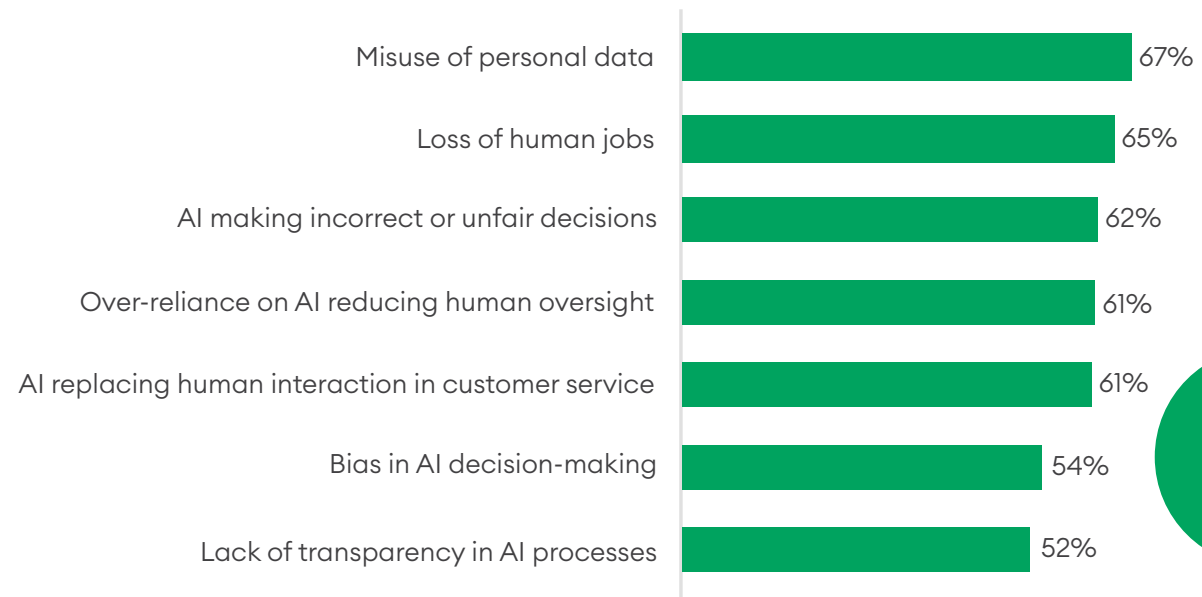 Misuse of personal data 67%
Loss of human jobs 65%
AI making incorrect or unfair decisions 62%
Over-reliance on AI reducing human oversight 61%
AI replacing human interaction in customer service 61%
Bias in AI decision-making 54%
Lack of transparency in AI processes 52%